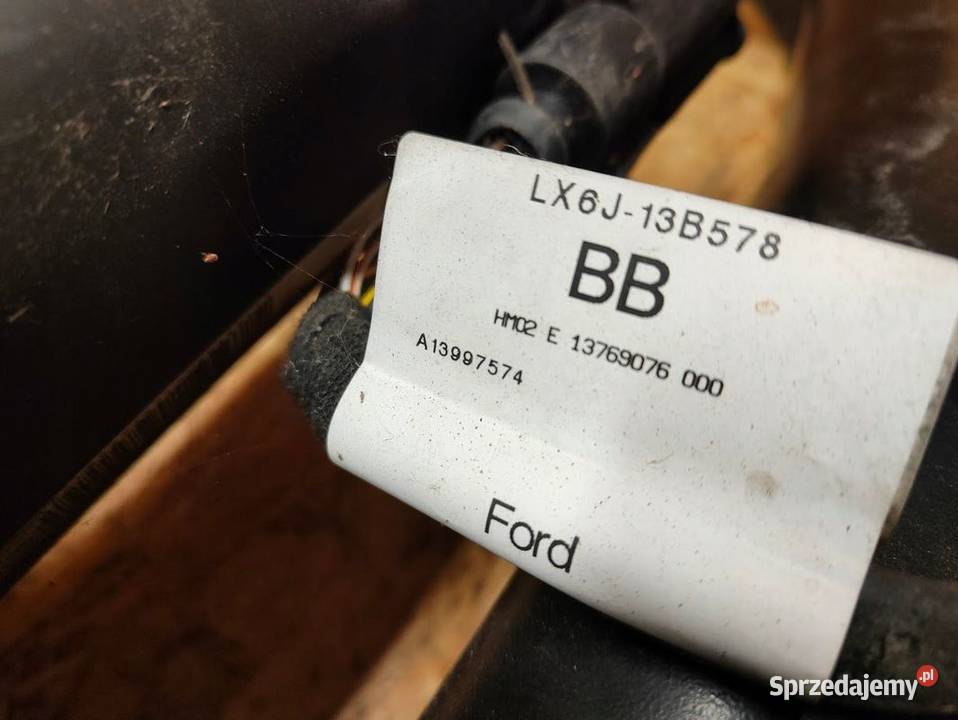 LX6J-13B578
BB
HM02 E 13769076 000
A13997574
Ford
Sprzedajemy.pl